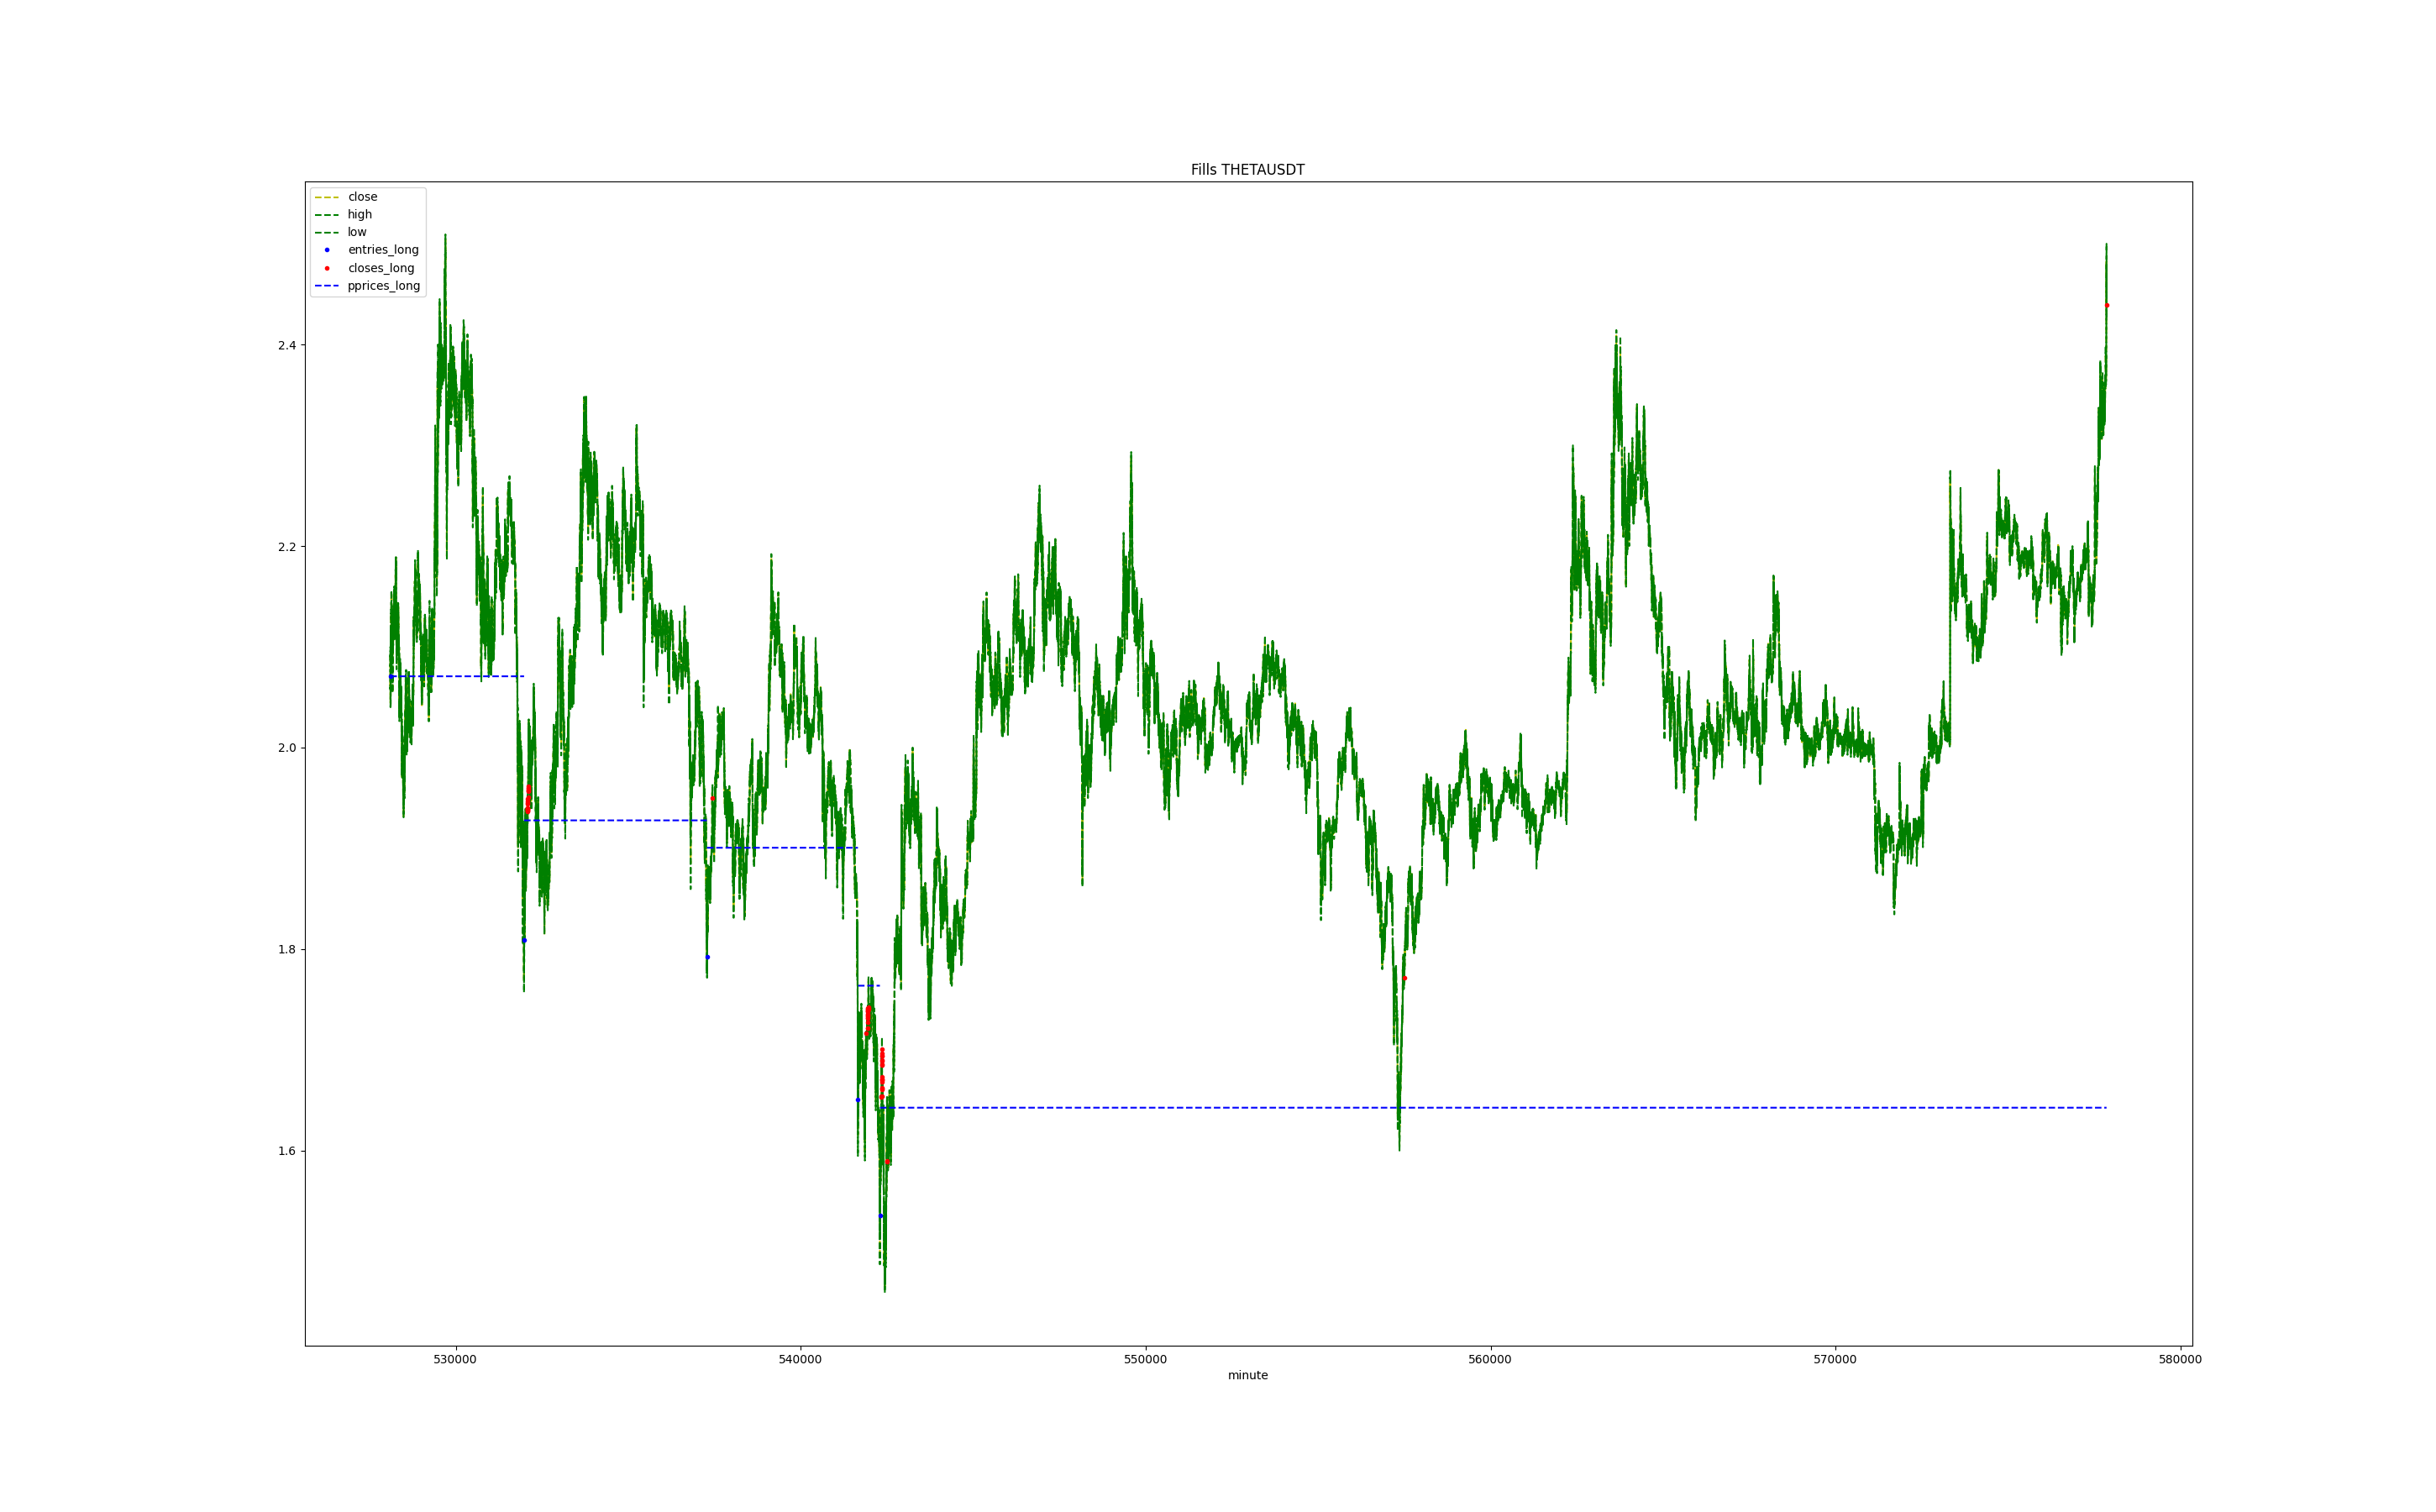 Fills THETAUSDT
close
high
low
entries_long
closes_long
pprices_long
2.4
2.2
2.0
1.8
1.6
530000
540000
550000
560000
570000
580000
minute